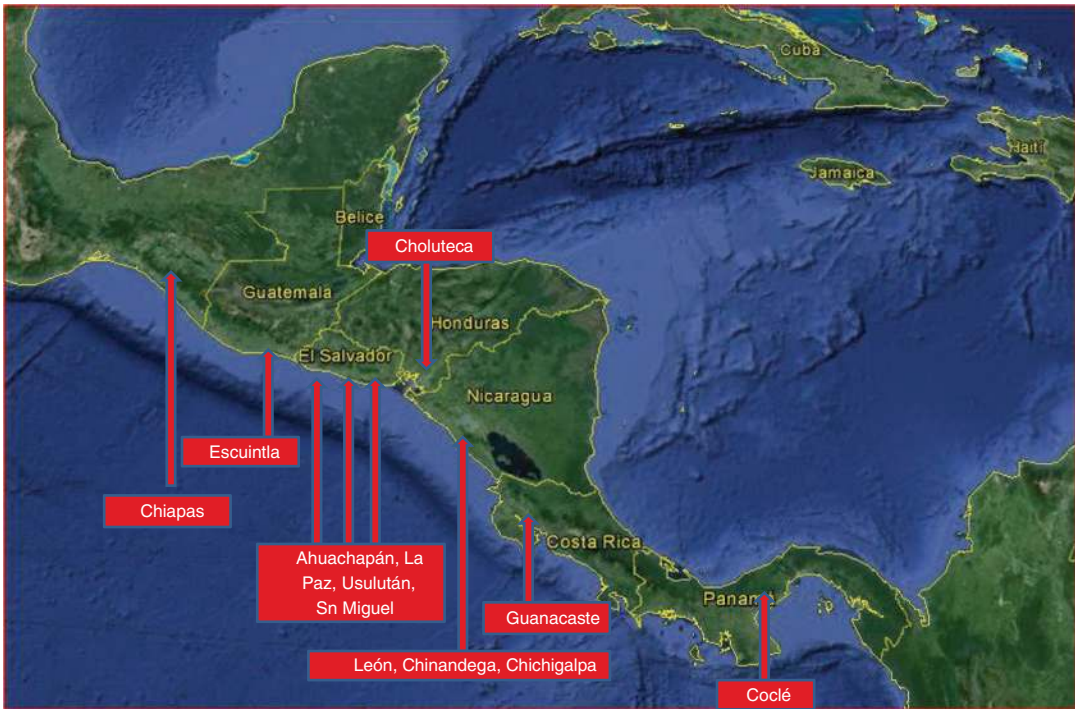 Cuba
Haití
Jamaica
Belice
Choluteca
Guatemala
Honduras
El Salvador
Nicaragua
Escuintla
Chiapas
Ahuachapán, La
Paz, Usulután,
Sn Miguel
Costa Rica
Panamá
Guanacaste
León, Chinandega, Chichigalpa
Coclé